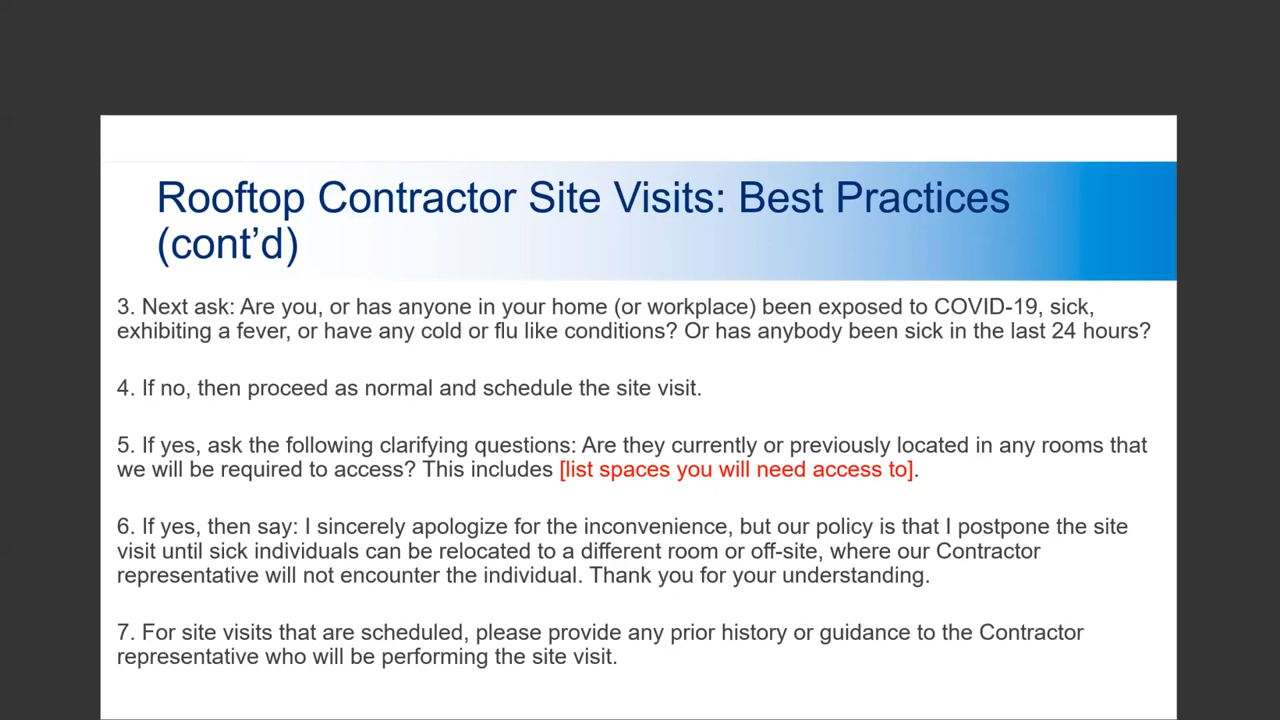 Rooftop Contractor Site Visits: Best Practices
(cont’d)
3. Next ask: Are you, or has anyone in your home (or workplace) been exposed to COVID-19, sick,
exhibiting a fever, or have any cold or flu like conditions? Or has anybody been sick in the last 24 hours?
4. If no, then proceed as normal and schedule the site visit.
5. If yes, ask the following clarifying questions: Are they currently or previously located in any rooms that
we will be required to access? This includes [list spaces you will need access to].
6. If yes, then say: I sincerely apologize for the inconvenience, but our policy is that I postpone the site
visit until sick individuals can be relocated to a different room or off-site, where our Contractor
representative will not encounter the individual. Thank you for your understanding.
7. For site visits that are scheduled, please provide any prior history or guidance to the Contractor
representative who will be performing the site visit.